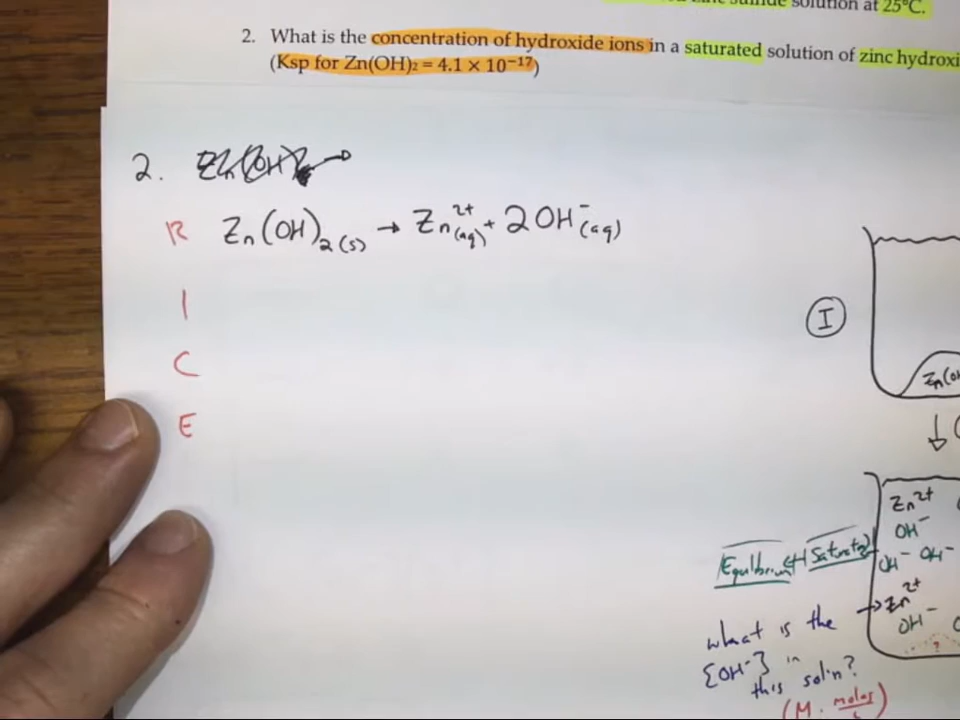 solution at 25°C.
2. What is the concentration of hydroxide ions in a saturated solution of zinc hydroxi
(Ksp for Zn(OH)₂ = 4.1 × 10⁻¹⁷)
2.
R Zn(OH)₂(s) → Zn²⁺(aq) + 2OH⁻(aq)
I
C
E
I
Zn(OH
Zn²⁺
OH⁻
OH⁻ OH⁻
→Zn²⁺
OH⁻
?
what is the
[OH⁻] in
this sol'n?
(M. moles